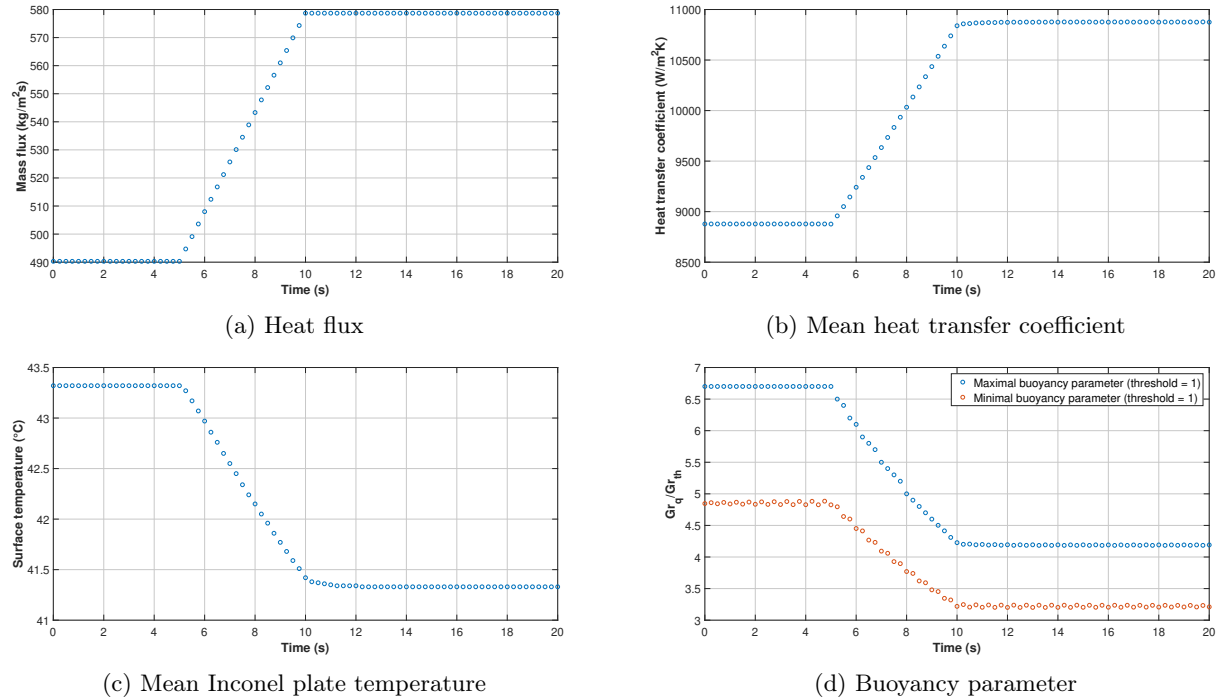 Mass flux (kg/m²s)
580
570
560
550
540
530
520
510
500
490
0 2 4 6 8 10 12 14 16 18 20
Time (s)
(a) Heat flux
Heat transfer coefficient (W/m²K)
11000
10500
10000
9500
9000
8500
0 2 4 6 8 10 12 14 16 18 20
Time (s)
(b) Mean heat transfer coefficient
Surface temperature (°C)
43.5
43
42.5
42
41.5
41
0 2 4 6 8 10 12 14 16 18 20
Time (s)
(c) Mean Inconel plate temperature
Gr_q/Gr_th
7
6.5
6
5.5
5
4.5
4
3.5
3
Maximal buoyancy parameter (threshold = 1)
Minimal buoyancy parameter (threshold = 1)
0 2 4 6 8 10 12 14 16 18 20
Time (s)
(d) Buoyancy parameter